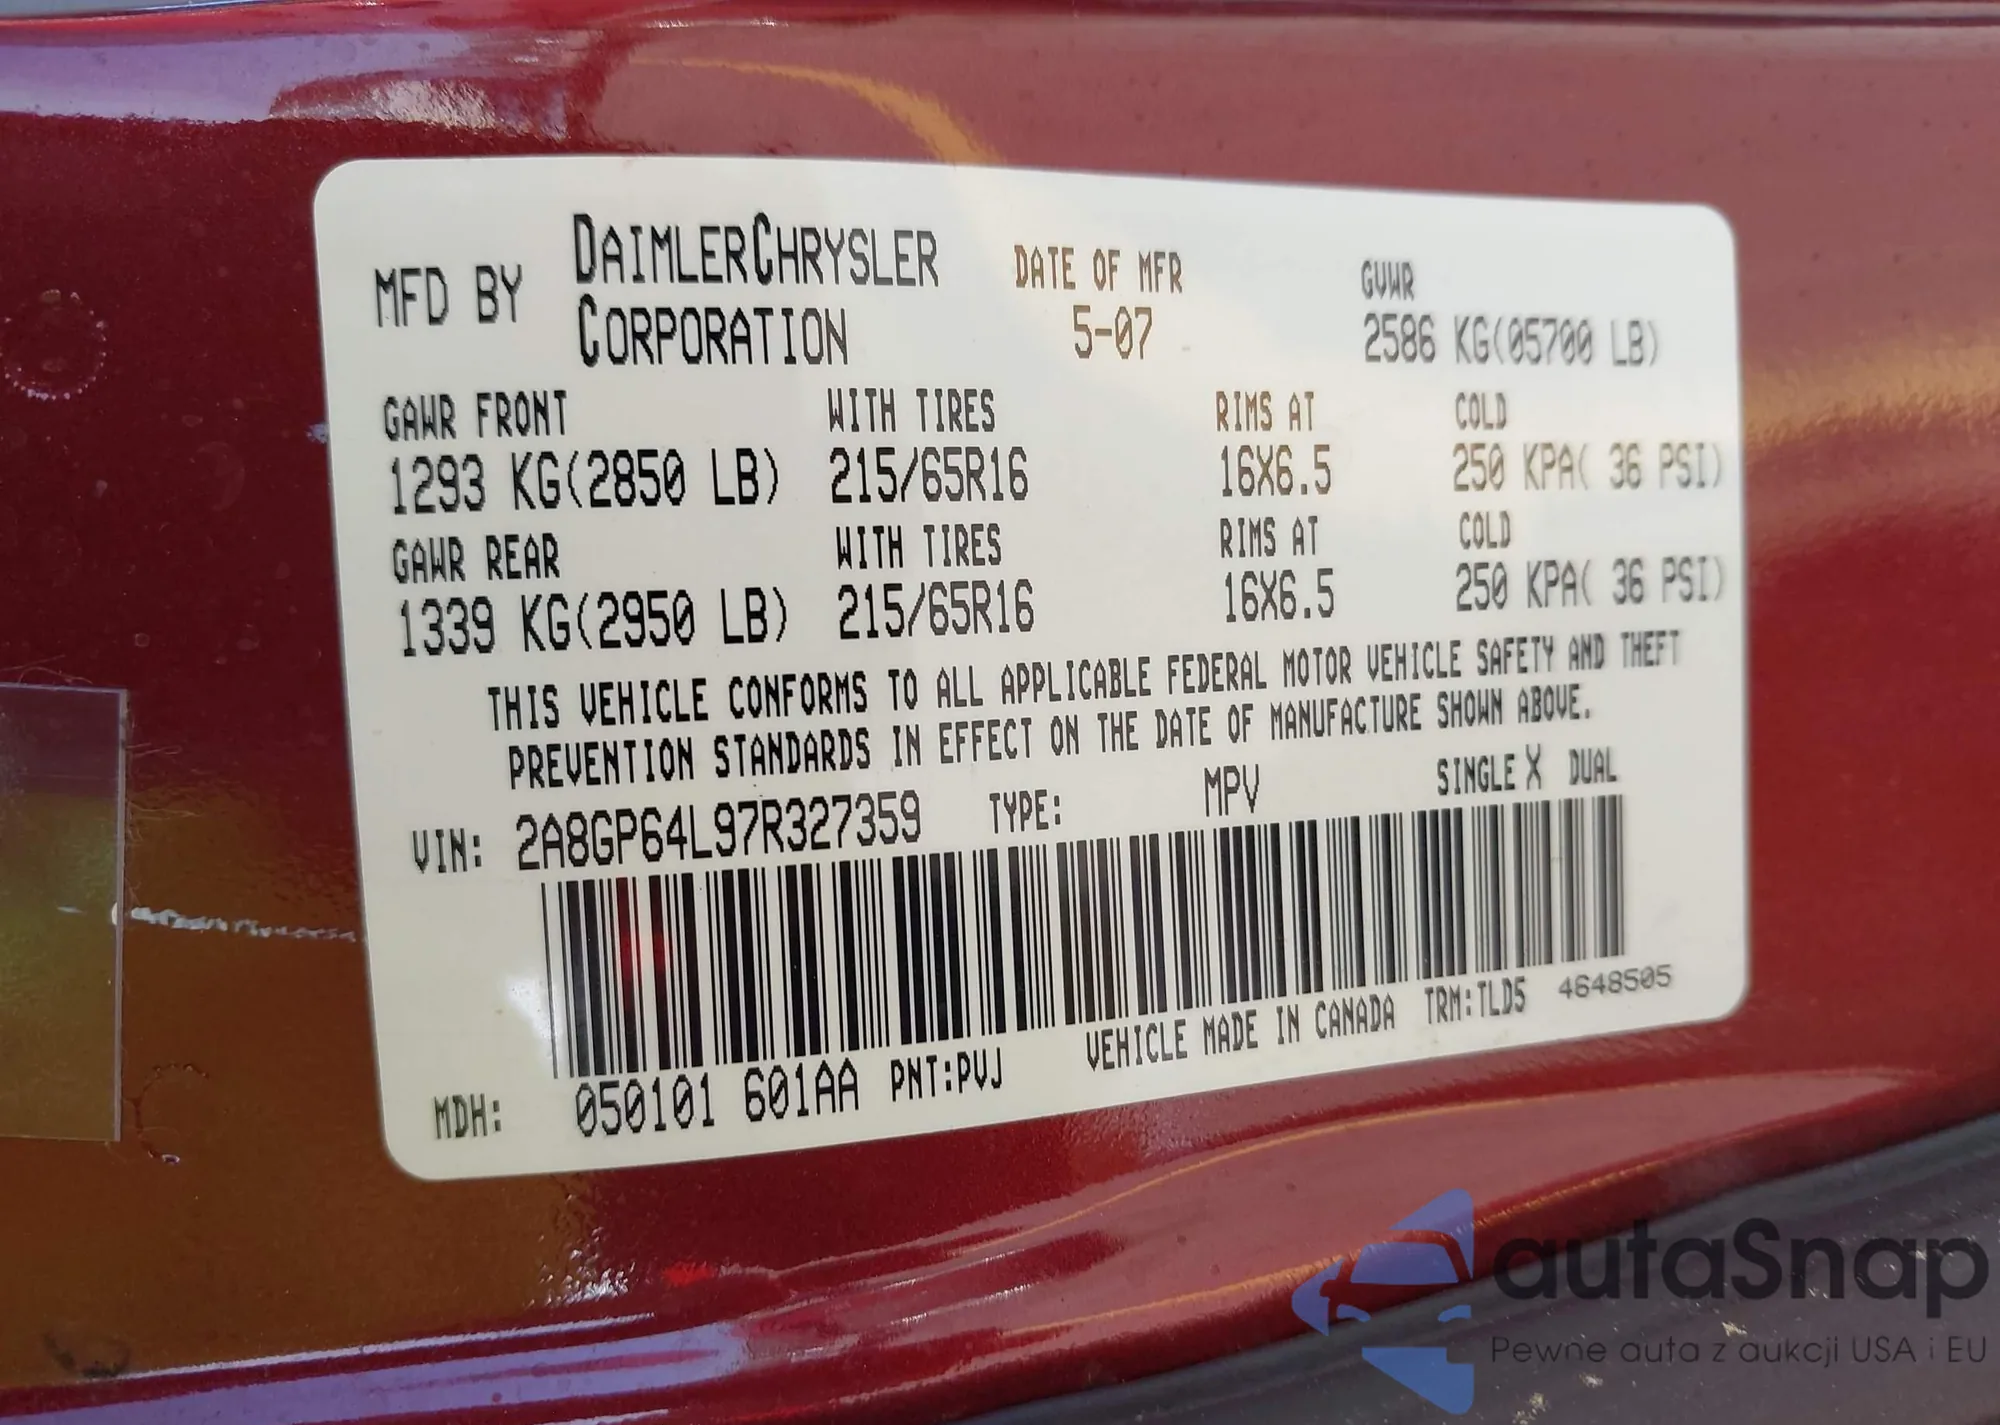 MFD BY DAIMLERCHRYSLER CORPORATION DATE OF MFR 5-07 GVWR 2586 KG(05700 LB)
GAWR FRONT WITH TIRES RIMS AT COLD
1293 KG(2850 LB) 215/65R16 16X6.5 250 KPA( 36 PSI)
GAWR REAR WITH TIRES RIMS AT COLD
1339 KG(2950 LB) 215/65R16 16X6.5 250 KPA( 36 PSI)
THIS VEHICLE CONFORMS TO ALL APPLICABLE FEDERAL MOTOR VEHICLE SAFETY AND THEFT
PREVENTION STANDARDS IN EFFECT ON THE DATE OF MANUFACTURE SHOWN ABOVE.
VIN: 2A8GP64L97R327359 TYPE: MPV SINGLE X DUAL
MDH: 050101 601AA PNT:PVJ VEHICLE MADE IN CANADA TRM:TLD5 4648505
autaSnap
Pewne auta z aukcji USA i EU